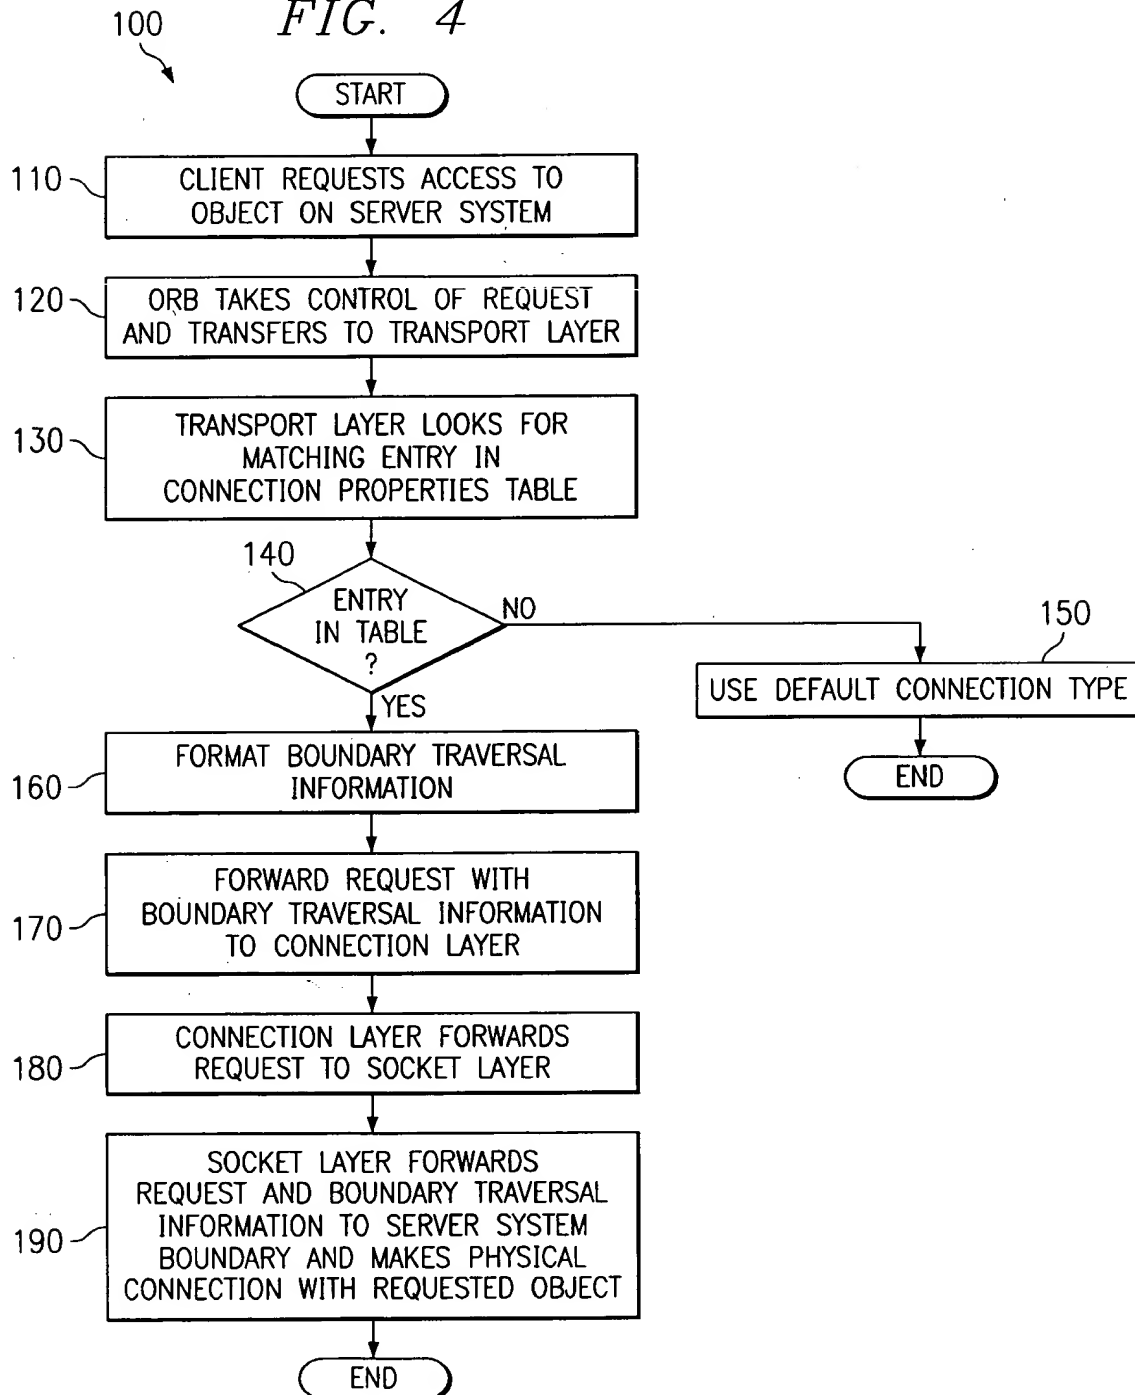 FIG. 4
100
START
110
CLIENT REQUESTS ACCESS TO
OBJECT ON SERVER SYSTEM
120
ORB TAKES CONTROL OF REQUEST
AND TRANSFERS TO TRANSPORT LAYER
130
TRANSPORT LAYER LOOKS FOR
MATCHING ENTRY IN
CONNECTION PROPERTIES TABLE
140
ENTRY
IN TABLE
?
NO
150
USE DEFAULT CONNECTION TYPE
END
YES
160
FORMAT BOUNDARY TRAVERSAL
INFORMATION
170
FORWARD REQUEST WITH
BOUNDARY TRAVERSAL INFORMATION
TO CONNECTION LAYER
180
CONNECTION LAYER FORWARDS
REQUEST TO SOCKET LAYER
190
SOCKET LAYER FORWARDS
REQUEST AND BOUNDARY TRAVERSAL
INFORMATION TO SERVER SYSTEM
BOUNDARY AND MAKES PHYSICAL
CONNECTION WITH REQUESTED OBJECT
END